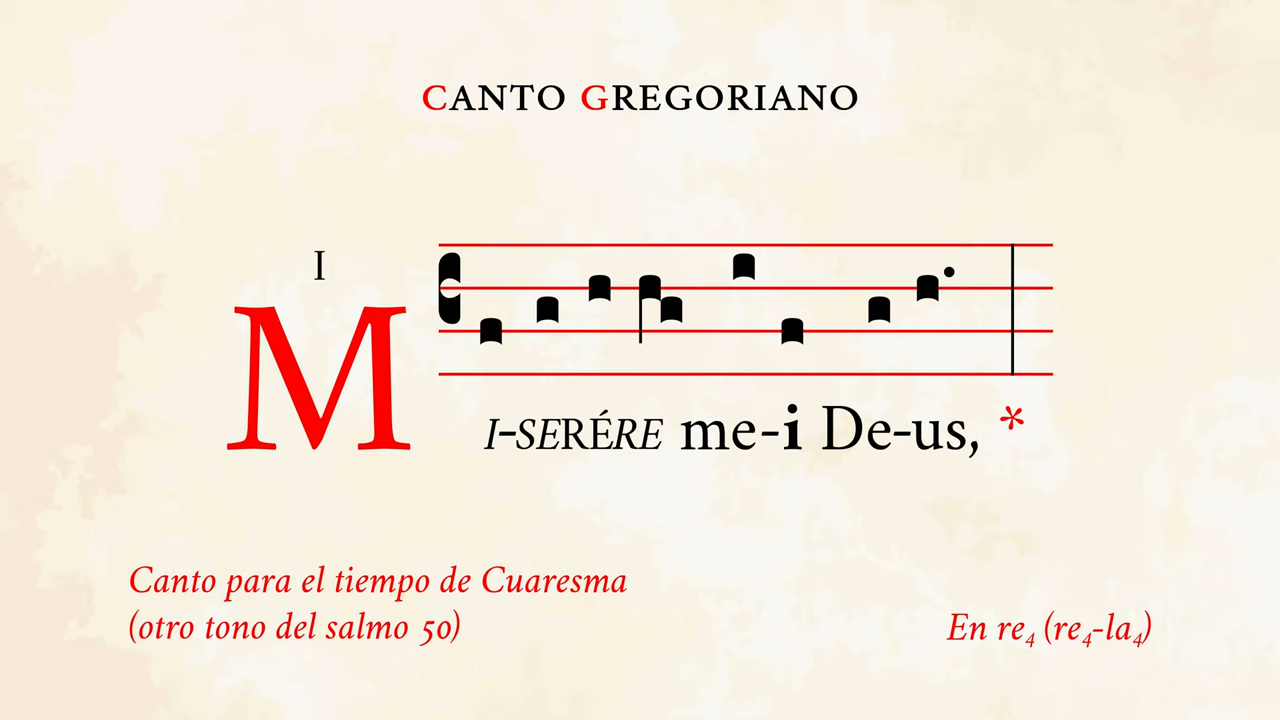 CANTO GREGORIANO
I
MI-SERÉRE me-i De-us, *
Canto para el tiempo de Cuaresma
(otro tono del salmo 50)
En re4 (re4-la4)